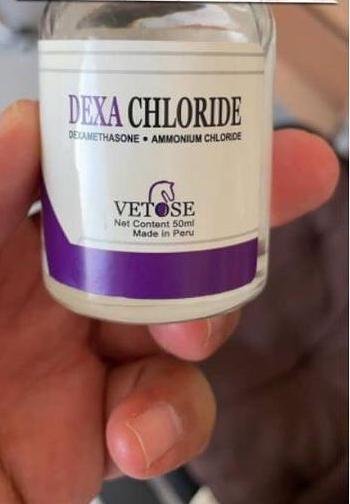 DEXA CHLORIDE
DEXAMETHASONE • AMMONIUM CHLORIDE
VETOSE
Net Content 50ml
Made in Peru